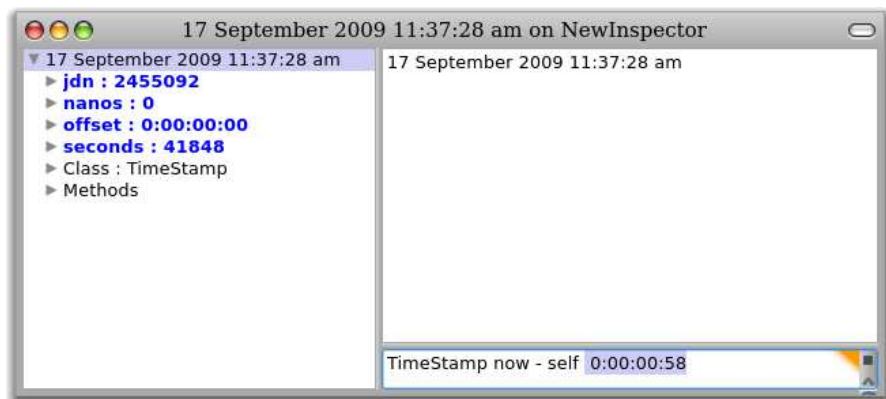 17 September 2009 11:37:28 am on NewInspector
17 September 2009 11:37:28 am
jdn : 2455092
nanos : 0
offset : 0:00:00:00
seconds : 41848
Class : TimeStamp
Methods
17 September 2009 11:37:28 am
TimeStamp now - self 0:00:00:58